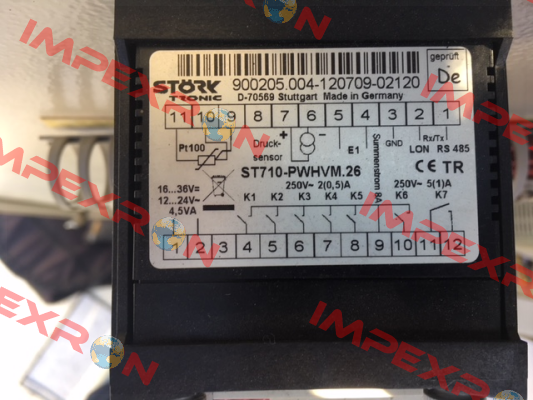 STÖRK
TRONIC
900205.004-120709-02120
D-70569 Stuttgart Made in Germany
geprüft
De
11 10 9 8 7 6 5 4 3 2 1
Pt100
Druck-
sensor
+
-
E1
Summenstrom
GND
Rx/Tx
LON RS 485
ST710-PWHVM.26
CE TR
16...36V=
12...24V~
4,5VA
250V~ 2(0,5)A
250V~ 5(1)A
K1 K2 K3 K4 K5 K6 K7
1 2 3 4 5 6 7 8 9 10 11 12
IMPEXRON
IMPEXRON
IMPEXRON
IMPEXRON
IMPEXRON